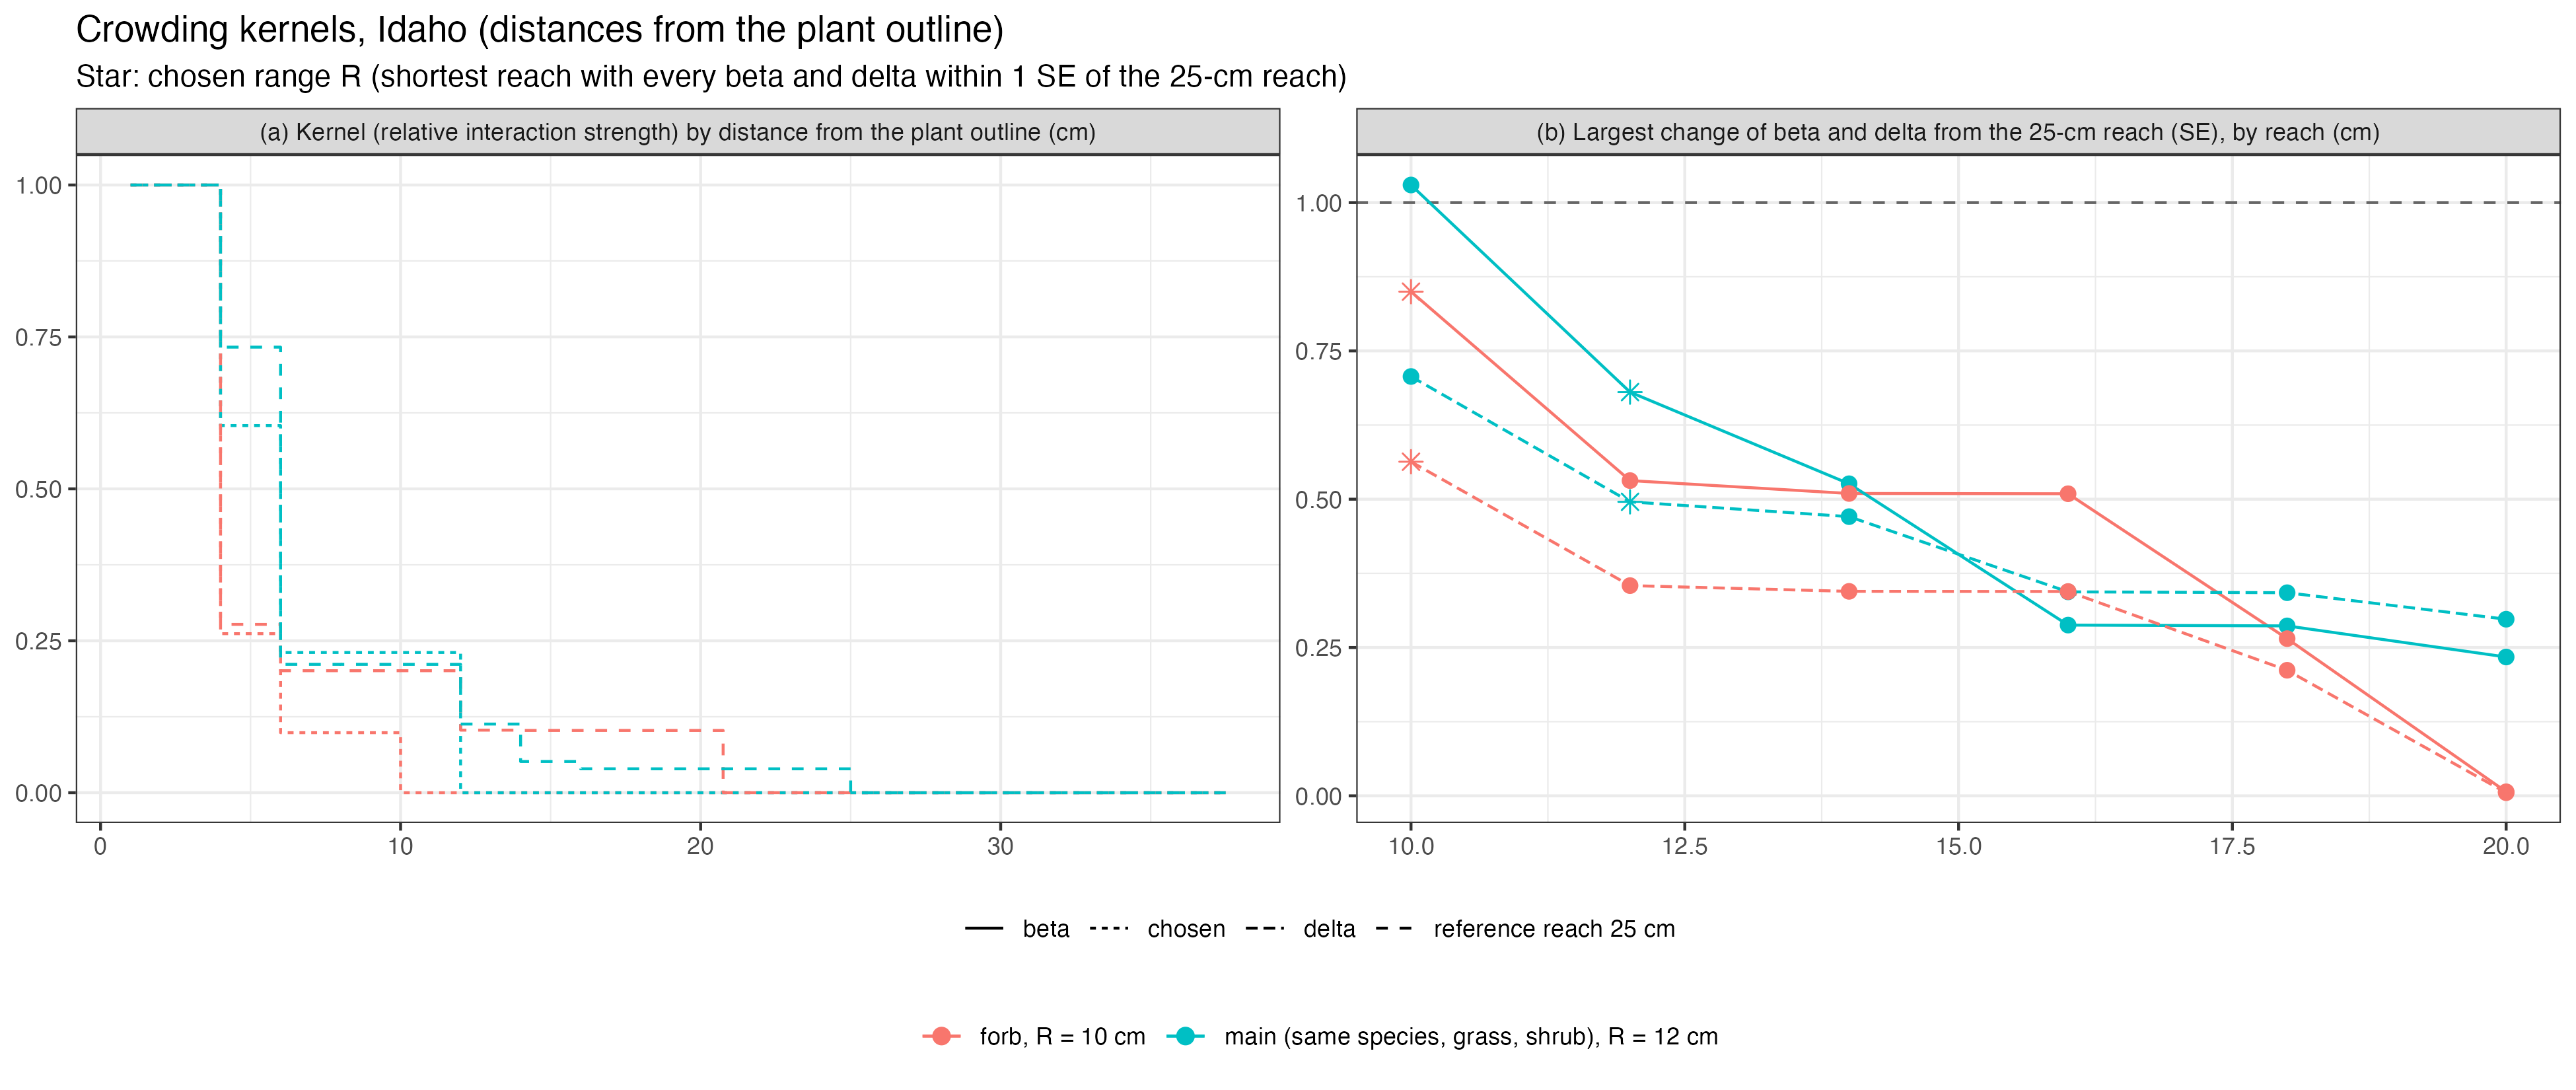 Crowding kernels, Idaho (distances from the plant outline)
Star: chosen range R (shortest reach with every beta and delta within 1 SE of the 25-cm reach)
(a) Kernel (relative interaction strength) by distance from the plant outline (cm)
1.00
0.75
0.50
0.25
0.00
0 10 20 30
(b) Largest change of beta and delta from the 25-cm reach (SE), by reach (cm)
1.00
0.75
0.50
0.25
0.00
10.0 12.5 15.0 17.5 20.0
beta chosen delta reference reach 25 cm
forb, R = 10 cm main (same species, grass, shrub), R = 12 cm